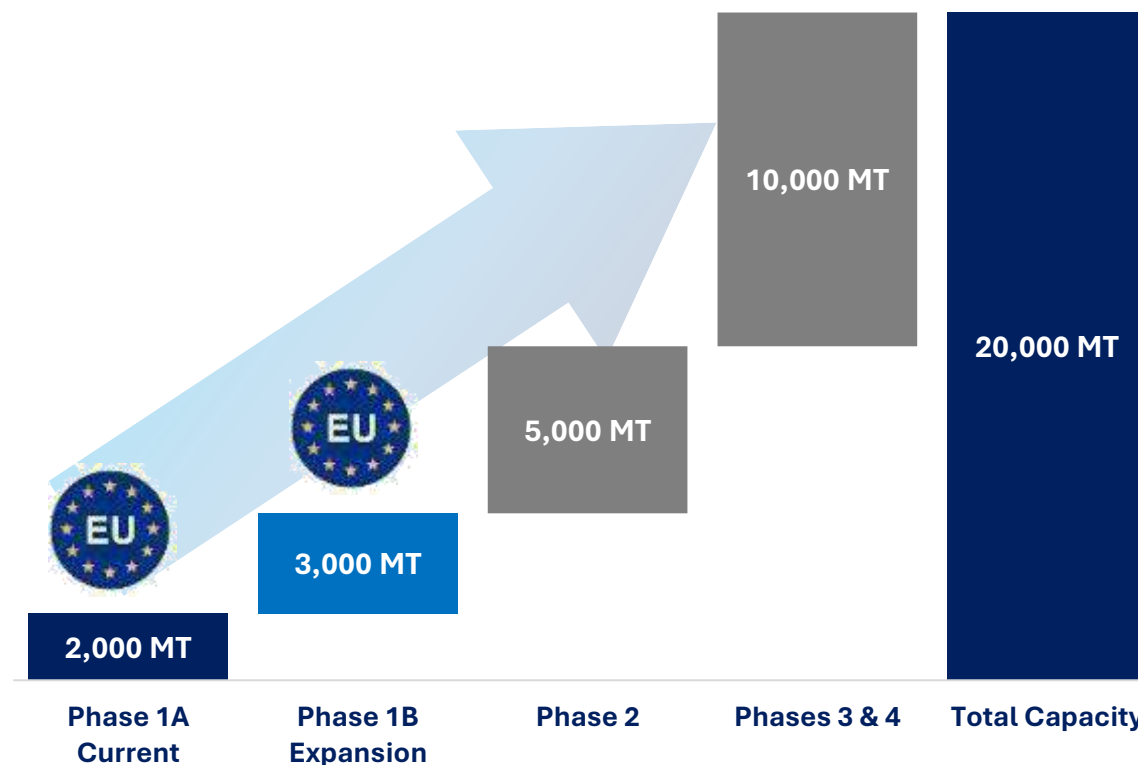 10,000 MT
20,000 MT
EU
5,000 MT
EU
3,000 MT
2,000 MT
Phase 1A
Current
Phase 1B
Expansion
Phase 2
Phases 3 & 4
Total Capacity